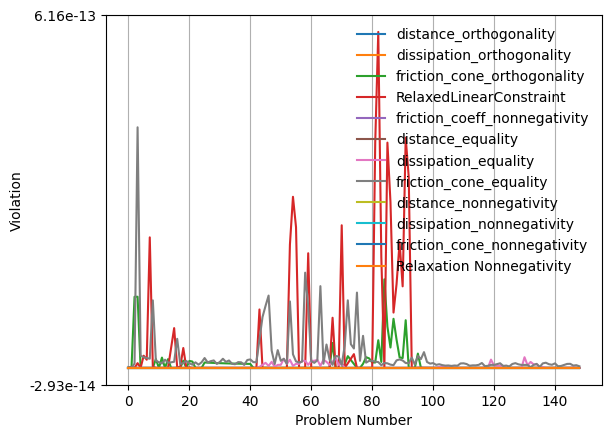 6.16e-13
distance_orthogonality
dissipation_orthogonality
friction_cone_orthogonality
RelaxedLinearConstraint
friction_coeff_nonnegativity
distance_equality
dissipation_equality
friction_cone_equality
distance_nonnegativity
dissipation_nonnegativity
friction_cone_nonnegativity
Relaxation Nonnegativity
Violation
-2.93e-14
0 20 40 60 80 100 120 140
Problem Number